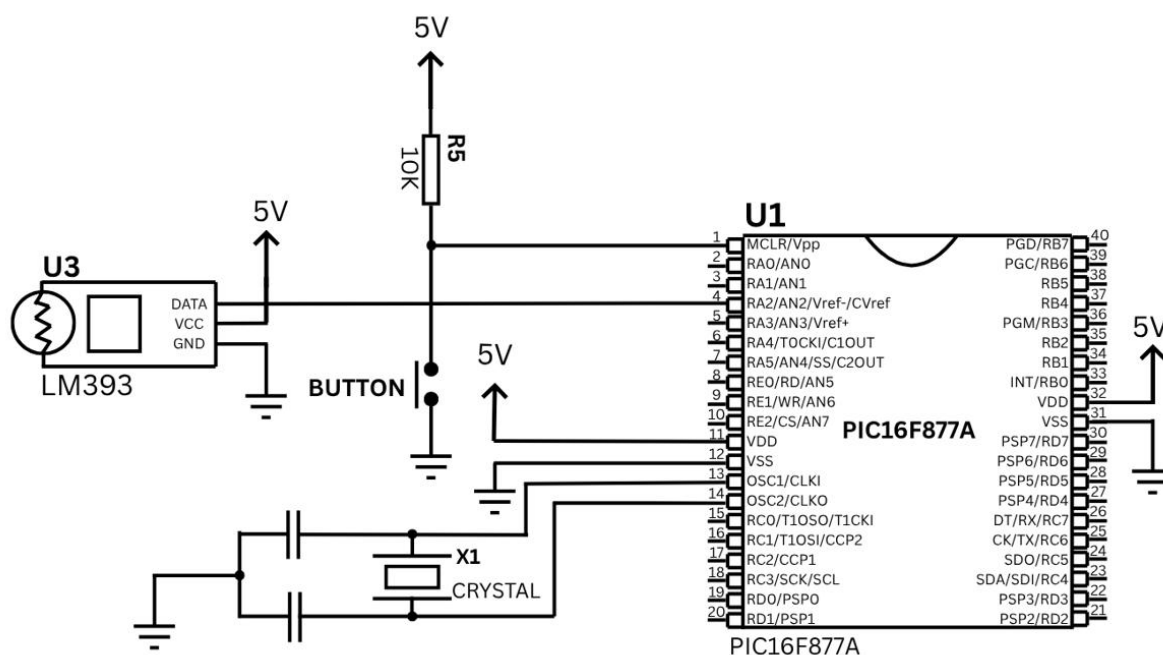 5V
R5
10K
5V
U3
DATA
VCC
GND
LM393
BUTTON
5V
U1
1 MCLR/Vpp
2 RA0/AN0
3 RA1/AN1
4 RA2/AN2/Vref-/CVref
5 RA3/AN3/Vref+
6 RA4/T0CKI/C1OUT
7 RA5/AN4/SS/C2OUT
8 RE0/RD/AN5
9 RE1/WR/AN6
10 RE2/CS/AN7
11 VDD
12 VSS
13 OSC1/CLKI
14 OSC2/CLKO
15 RC0/T1OSO/T1CKI
16 RC1/T1OSI/CCP2
17 RC2/CCP1
18 RC3/SCK/SCL
19 RD0/PSP0
20 RD1/PSP1
PIC16F877A
PGD/RB7 40
PGC/RB6 39
RB5 38
RB4 37
PGM/RB3 36
RB2 35
RB1 34
INT/RB0 33
VDD 32
VSS 31
PSP7/RD7 30
PSP6/RD6 29
PSP5/RD5 28
PSP4/RD4 27
DT/RX/RC7 26
CK/TX/RC6 25
SDO/RC5 24
SDA/SDI/RC4 23
PSP3/RD3 22
PSP2/RD2 21
5V
X1
CRYSTAL
PIC16F877A